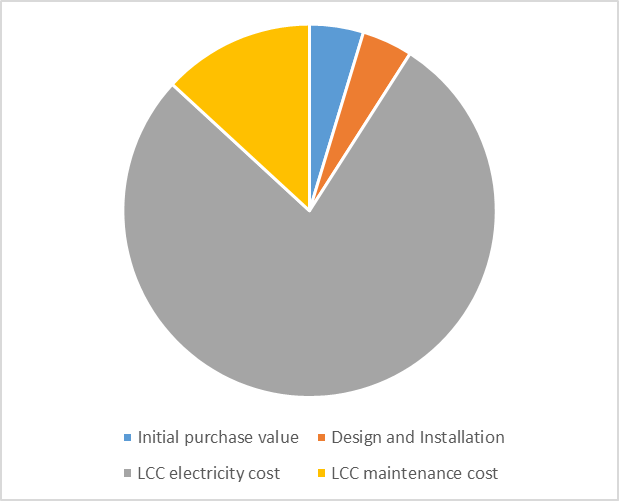 Initial purchase value Design and Installation
LCC electricity cost LCC maintenance cost